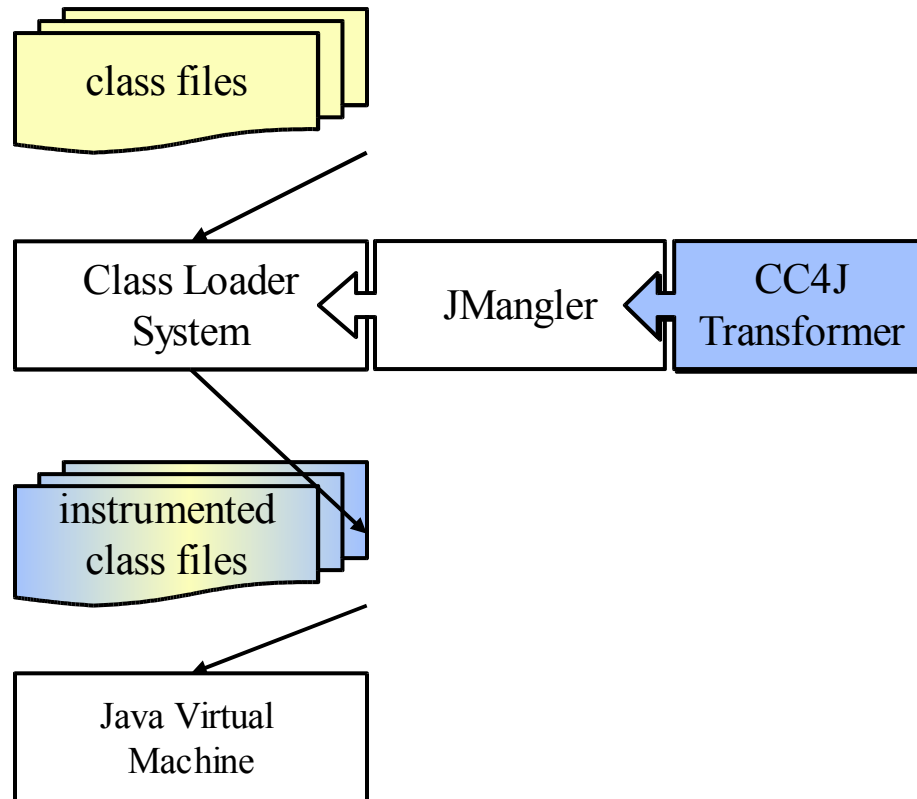 class files
Class Loader
System
JMangler
CC4J
Transformer
instrumented
class files
Java Virtual
Machine